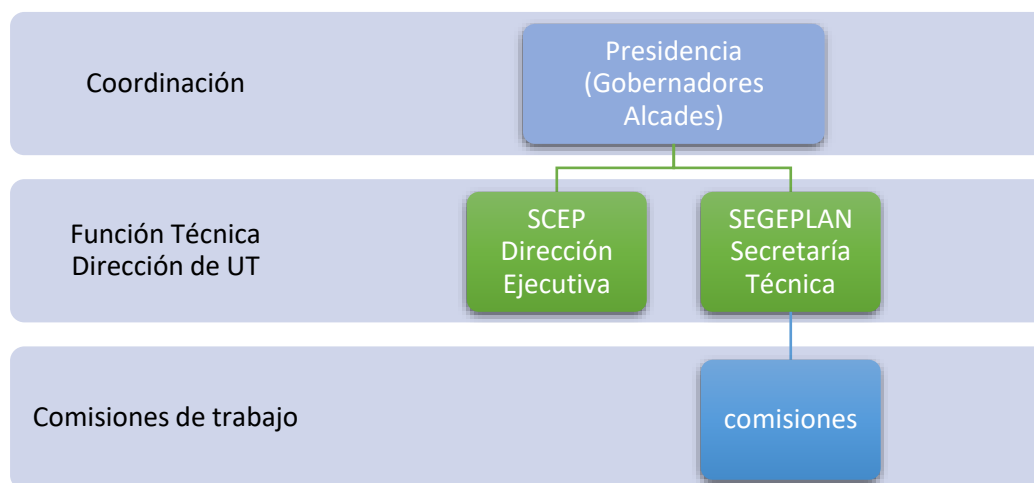 Coordinación
Presidencia
(Gobernadores
Alcades)
Función Técnica
Dirección de UT
SCEP
Dirección
Ejecutiva
SEGEPLAN
Secretaría
Técnica
Comisiones de trabajo
comisiones